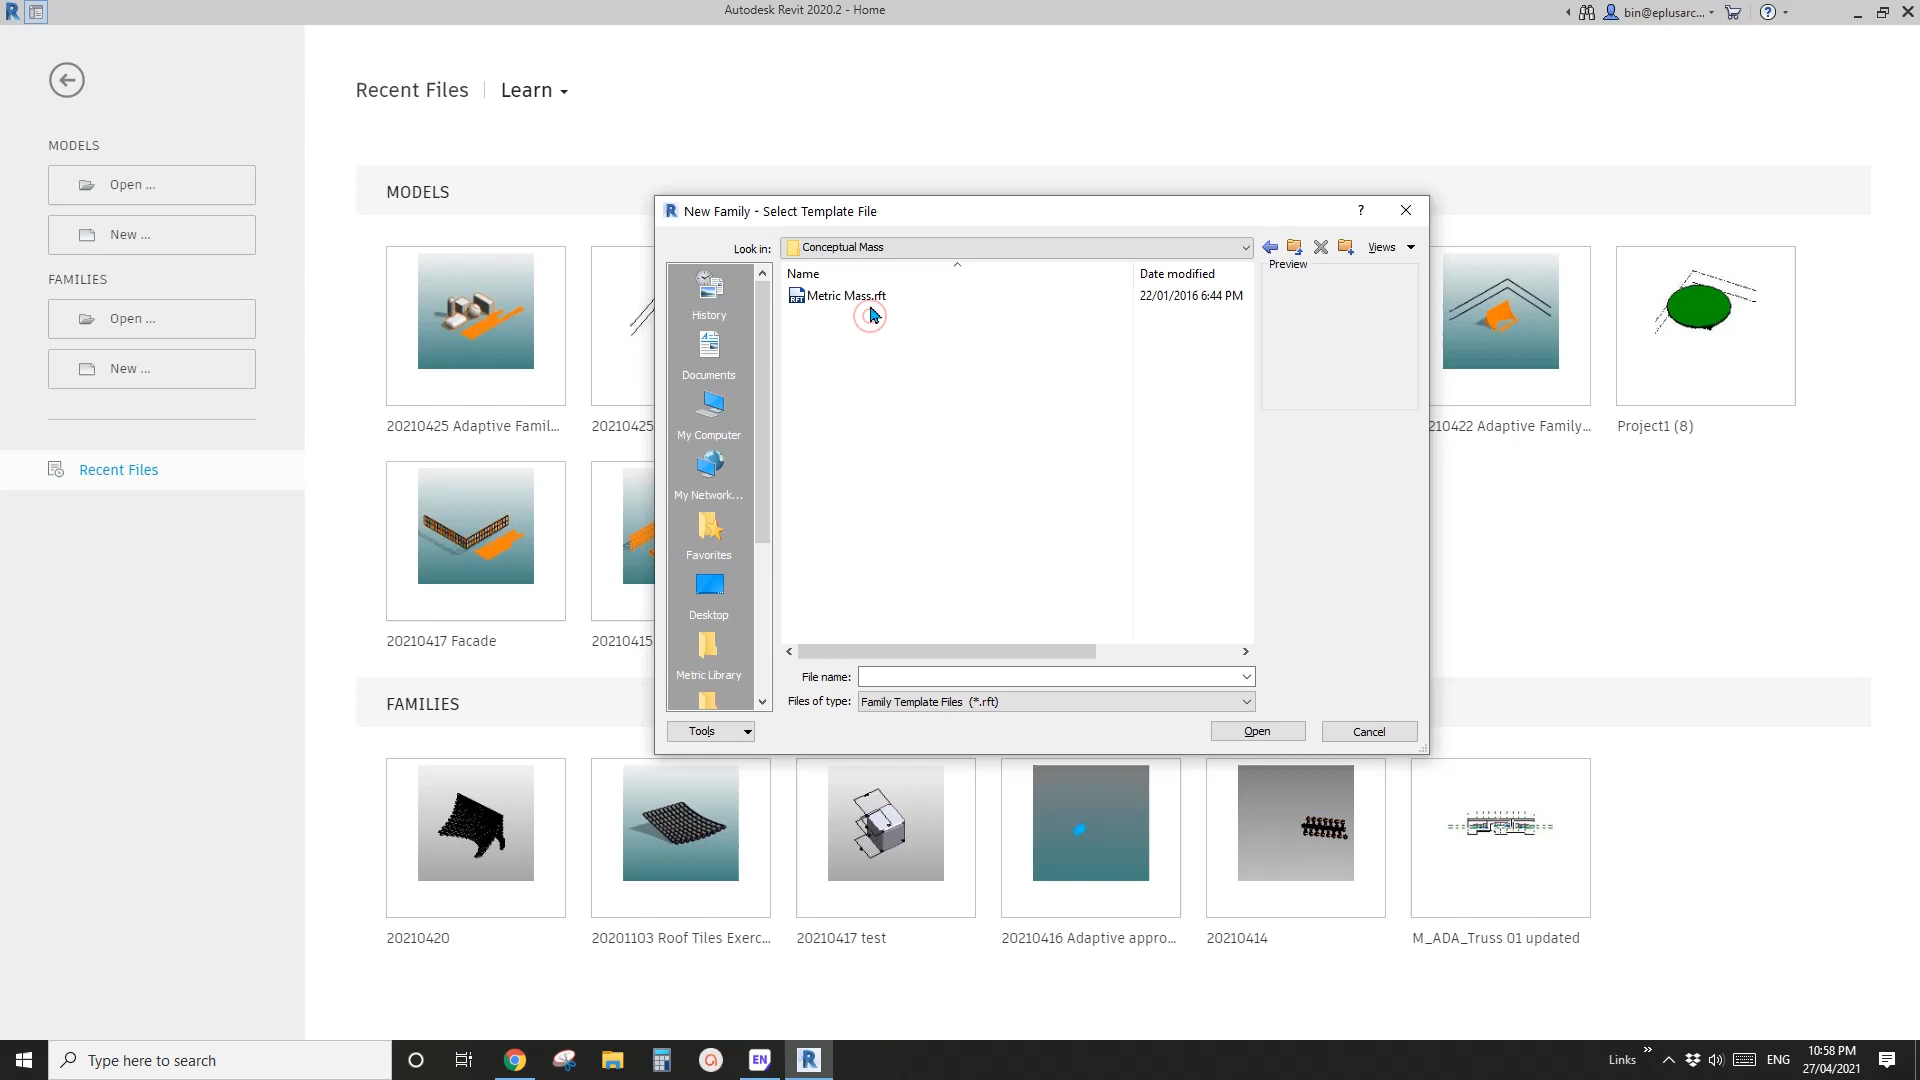 Autodesk Revit 2020.2 - Home
bin@eplusarc...
Recent Files
Learn
MODELS
Open ...
New ...
FAMILIES
Open ...
New ...
Recent Files
MODELS
20210425 Adaptive Famil...
20210425
210422 Adaptive Family...
Project1 (8)
20210417 Facade
20210415
FAMILIES
20210420
20201103 Roof Tiles Exerc...
20210417 test
20210416 Adaptive appro...
20210414
M_ADA_Truss 01 updated
New Family - Select Template File
Look in:
Conceptual Mass
Views
Preview
History
Documents
My Computer
My Network...
Favorites
Desktop
Metric Library
Name
Date modified
Metric Mass.rft
22/01/2016 6:44 PM
File name:
Files of type:
Family Template Files (*.rft)
Tools
Open
Cancel
Type here to search
EN
Links
ENG
10:58 PM
27/04/2021